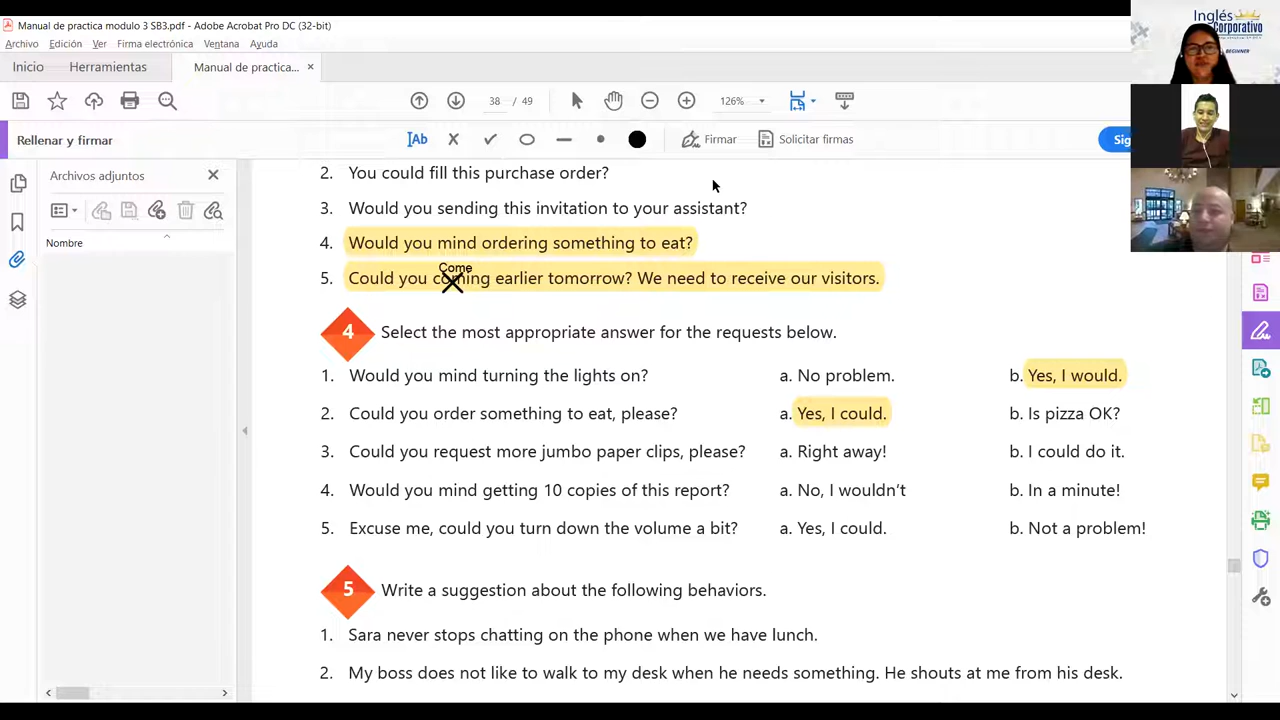 Manual de practica modulo 3 SB3.pdf - Adobe Acrobat Pro DC (32-bit)
Archivo Edición Ver Firma electrónica Ventana Ayuda
Inicio Herramientas Manual de practica... ×
38 / 49 126%
Rellenar y firmar
Ab Firmar Solicitar firmas Sig
Archivos adjuntos
Nombre
2. You could fill this purchase order?
3. Would you sending this invitation to your assistant?
4. Would you mind ordering something to eat?
Come
5. Could you coming earlier tomorrow? We need to receive our visitors.
4 Select the most appropriate answer for the requests below.
1. Would you mind turning the lights on? a. No problem. b. Yes, I would.
2. Could you order something to eat, please? a. Yes, I could. b. Is pizza OK?
3. Could you request more jumbo paper clips, please? a. Right away! b. I could do it.
4. Would you mind getting 10 copies of this report? a. No, I wouldn't b. In a minute!
5. Excuse me, could you turn down the volume a bit? a. Yes, I could. b. Not a problem!
5 Write a suggestion about the following behaviors.
1. Sara never stops chatting on the phone when we have lunch.
2. My boss does not like to walk to my desk when he needs something. He shouts at me from his desk.
Inglés
Corporativo
BEGINNER